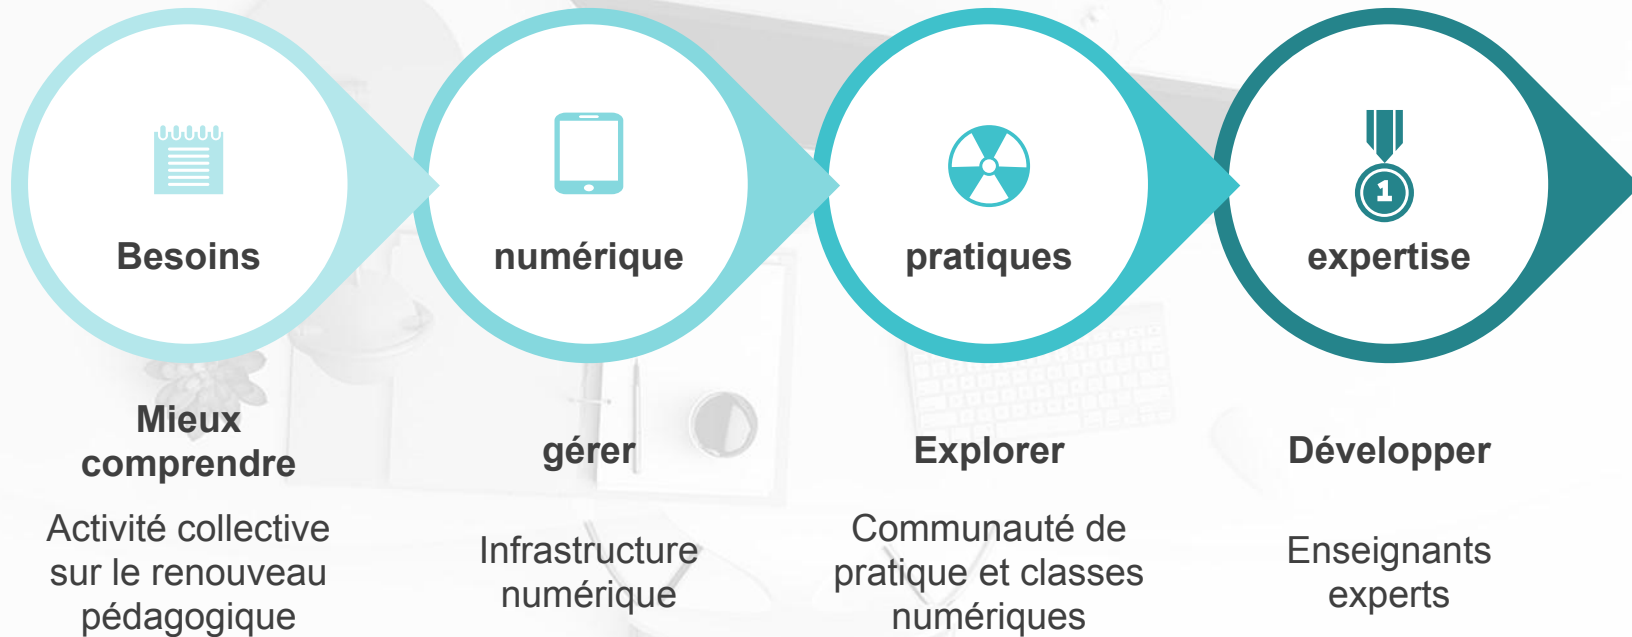 Besoins
numérique
pratiques
1
expertise
Mieux
comprendre
gérer
Explorer
Développer
Activité collective
sur le renouveau
pédagogique
Infrastructure
numérique
Communauté de
pratique et classes
numériques
Enseignants
experts